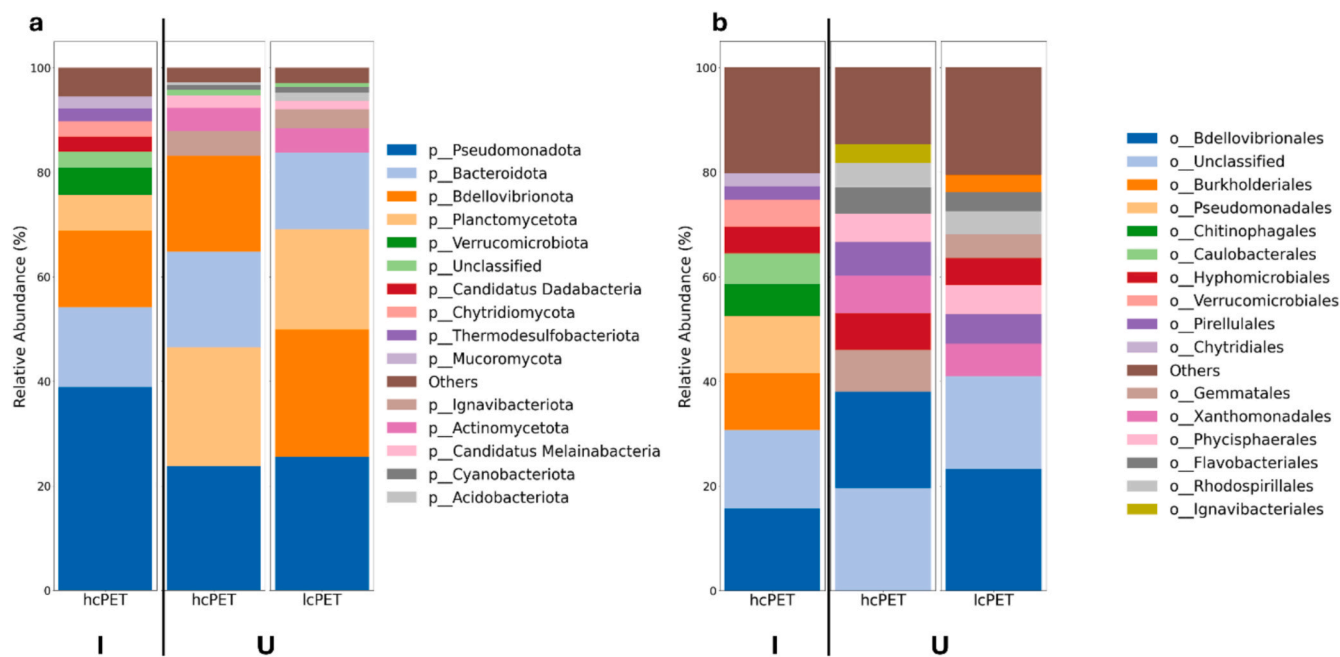 a
Relative Abundance (%)
100
80
60
40
20
0
hcPET
hcPET
lcPET
I
U
p__Pseudomonadota
p__Bacteroidota
p__Bdellovibrionota
p__Planctomycetota
p__Verrucomicrobiota
p__Unclassified
p__Candidatus Dadabacteria
p__Chytridiomycota
p__Thermodesulfobacteriota
p__Mucoromycota
Others
p__Ignavibacteriota
p__Actinomycetota
p__Candidatus Melainabacteria
p__Cyanobacteriota
p__Acidobacteriota
b
Relative Abundance (%)
100
80
60
40
20
0
hcPET
hcPET
lcPET
I
U
o__Bdellovibrionales
o__Unclassified
o__Burkholderiales
o__Pseudomonadales
o__Chitinophagales
o__Caulobacterales
o__Hyphomicrobiales
o__Verrucomicrobiales
o__Pirellulales
o__Chytridiales
Others
o__Gemmatales
o__Xanthomonadales
o__Phycisphaerales
o__Flavobacteriales
o__Rhodospirillales
o__Ignavibacteriales